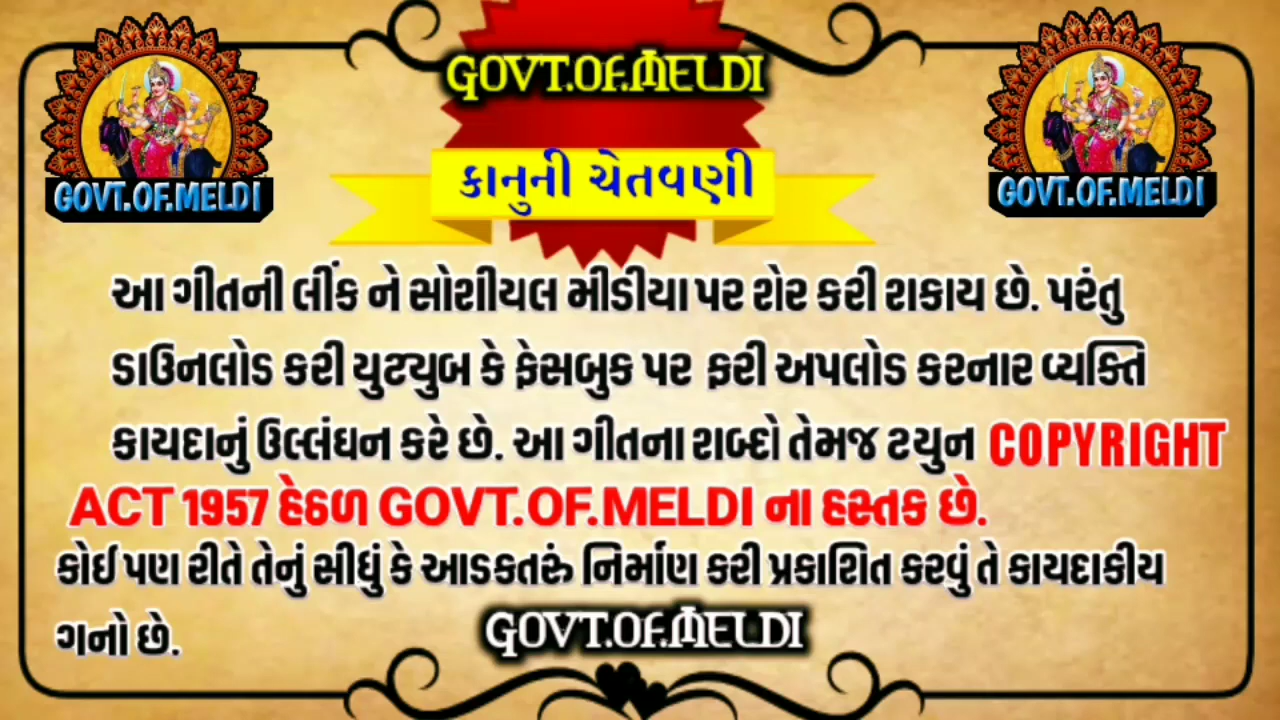 GOVT.OF.MELDI
GOVT.OF.MELDI
GOVT.OF.MELDI
કાનુની ચેતવણી
આ ગીતની લીંક ને સોશીયલ મીડીયા પર શેર કરી શકાય છે. પરંતુ
ડાઉનલોડ કરી યુટ્યુબ કે ફેસબુક પર ફરી અપલોડ કરનાર વ્યક્તિ
કાયદાનું ઉલ્લંઘન કરે છે. આ ગીતના શબ્દો તેમજ ટયુન COPYRIGHT
ACT 1957 હેઠળ GOVT.OF.MELDI ના હસ્તક છે.
કોઈ પણ રીતે તેનું સીધું કે આડકતરું નિર્માણ કરી પ્રકાશિત કરવું તે કાયદાકીય
ગનો છે.
GOVT.OF.MELDI